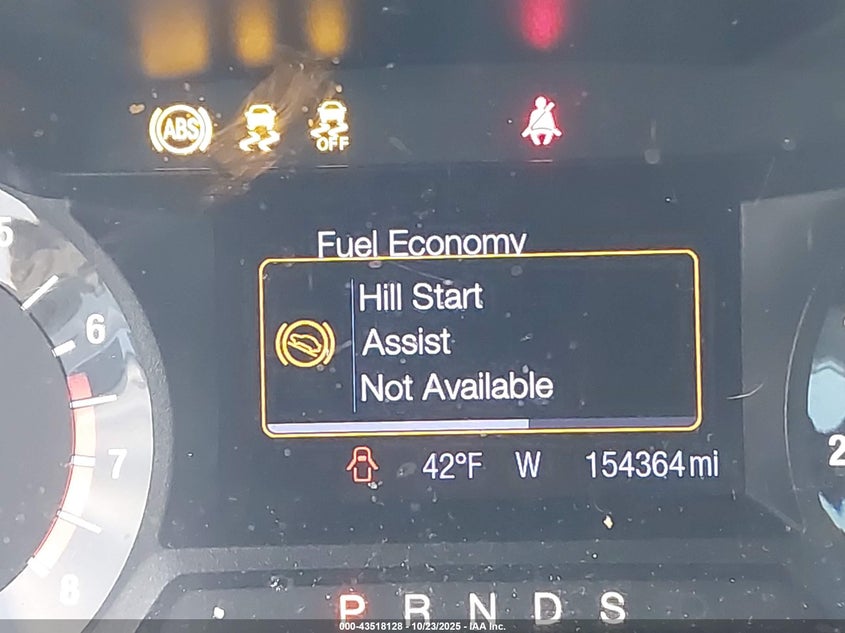 ABS
OFF
Fuel Economy
5
Hill Start
6
Assist
Not Available
42°F W 154364mi
7
2
8
P R N D S
000-43518128 - 10/23/2025 - IAA Inc.